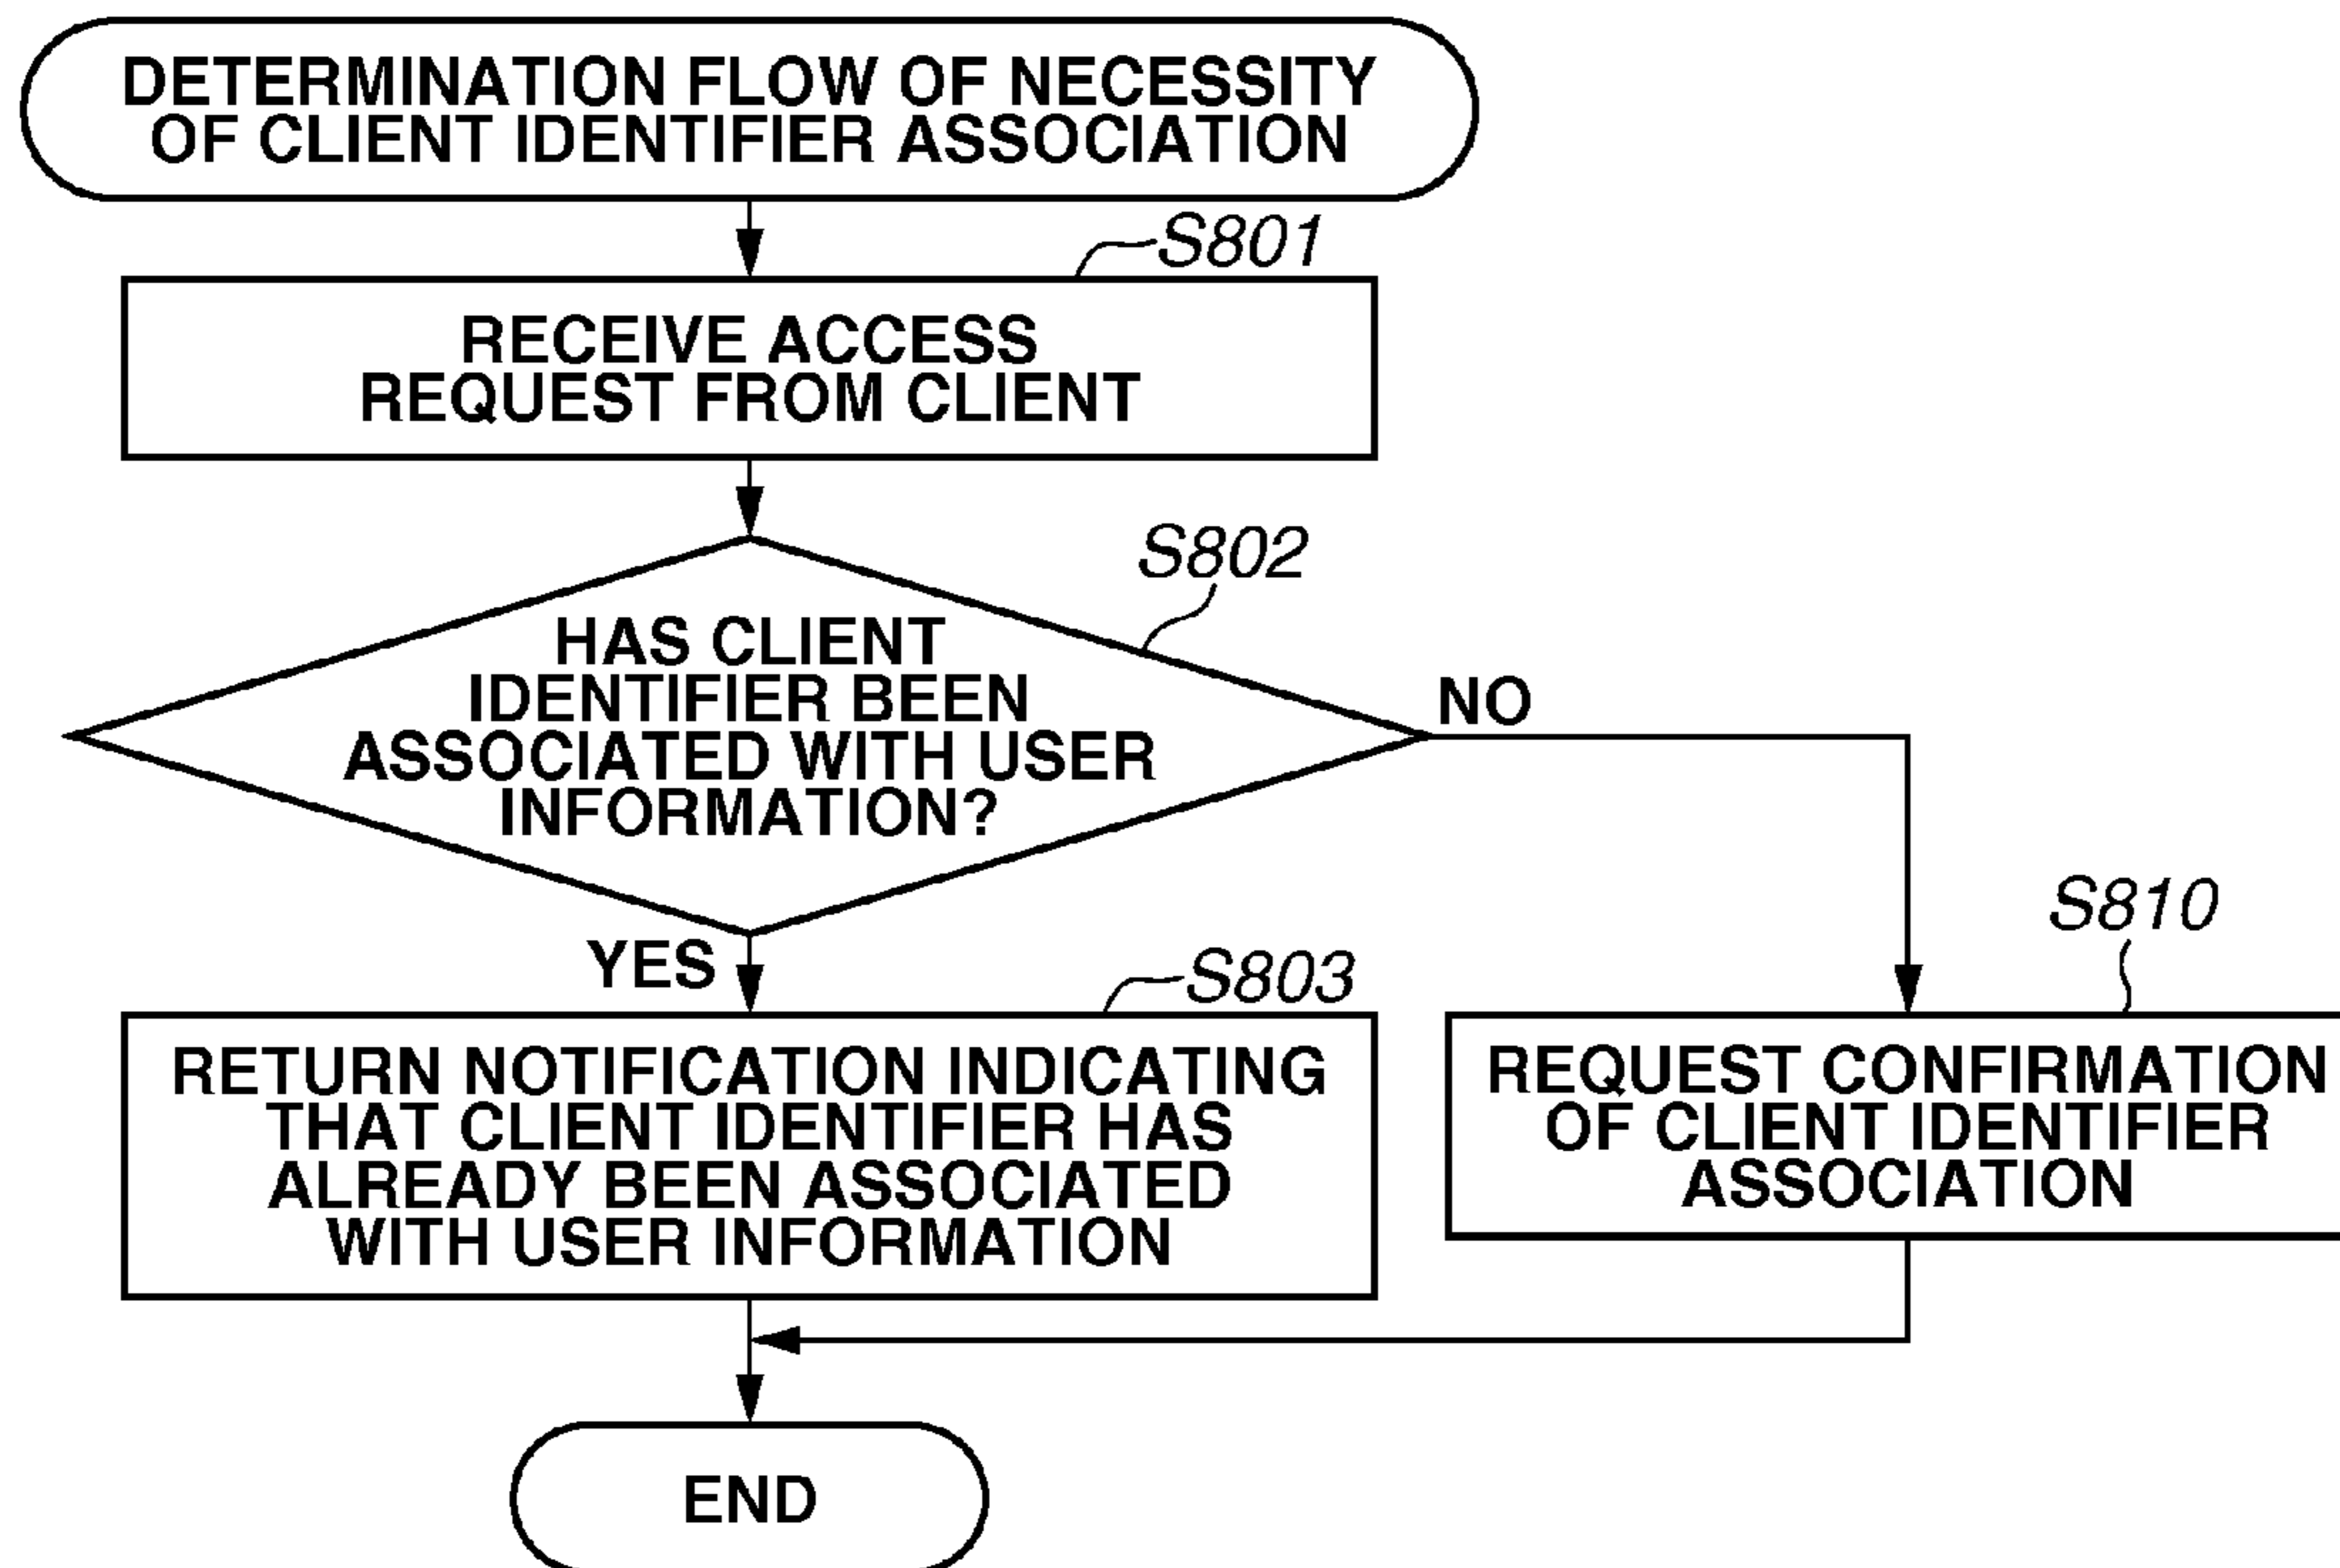 DETERMINATION FLOW OF NECESSITY
OF CLIENT IDENTIFIER ASSOCIATION
S801
RECEIVE ACCESS
REQUEST FROM CLIENT
S802
HAS CLIENT
IDENTIFIER BEEN
ASSOCIATED WITH USER
INFORMATION?
NO
YES
S803
RETURN NOTIFICATION INDICATING
THAT CLIENT IDENTIFIER HAS
ALREADY BEEN ASSOCIATED
WITH USER INFORMATION
S810
REQUEST CONFIRMATION
OF CLIENT IDENTIFIER
ASSOCIATION
END